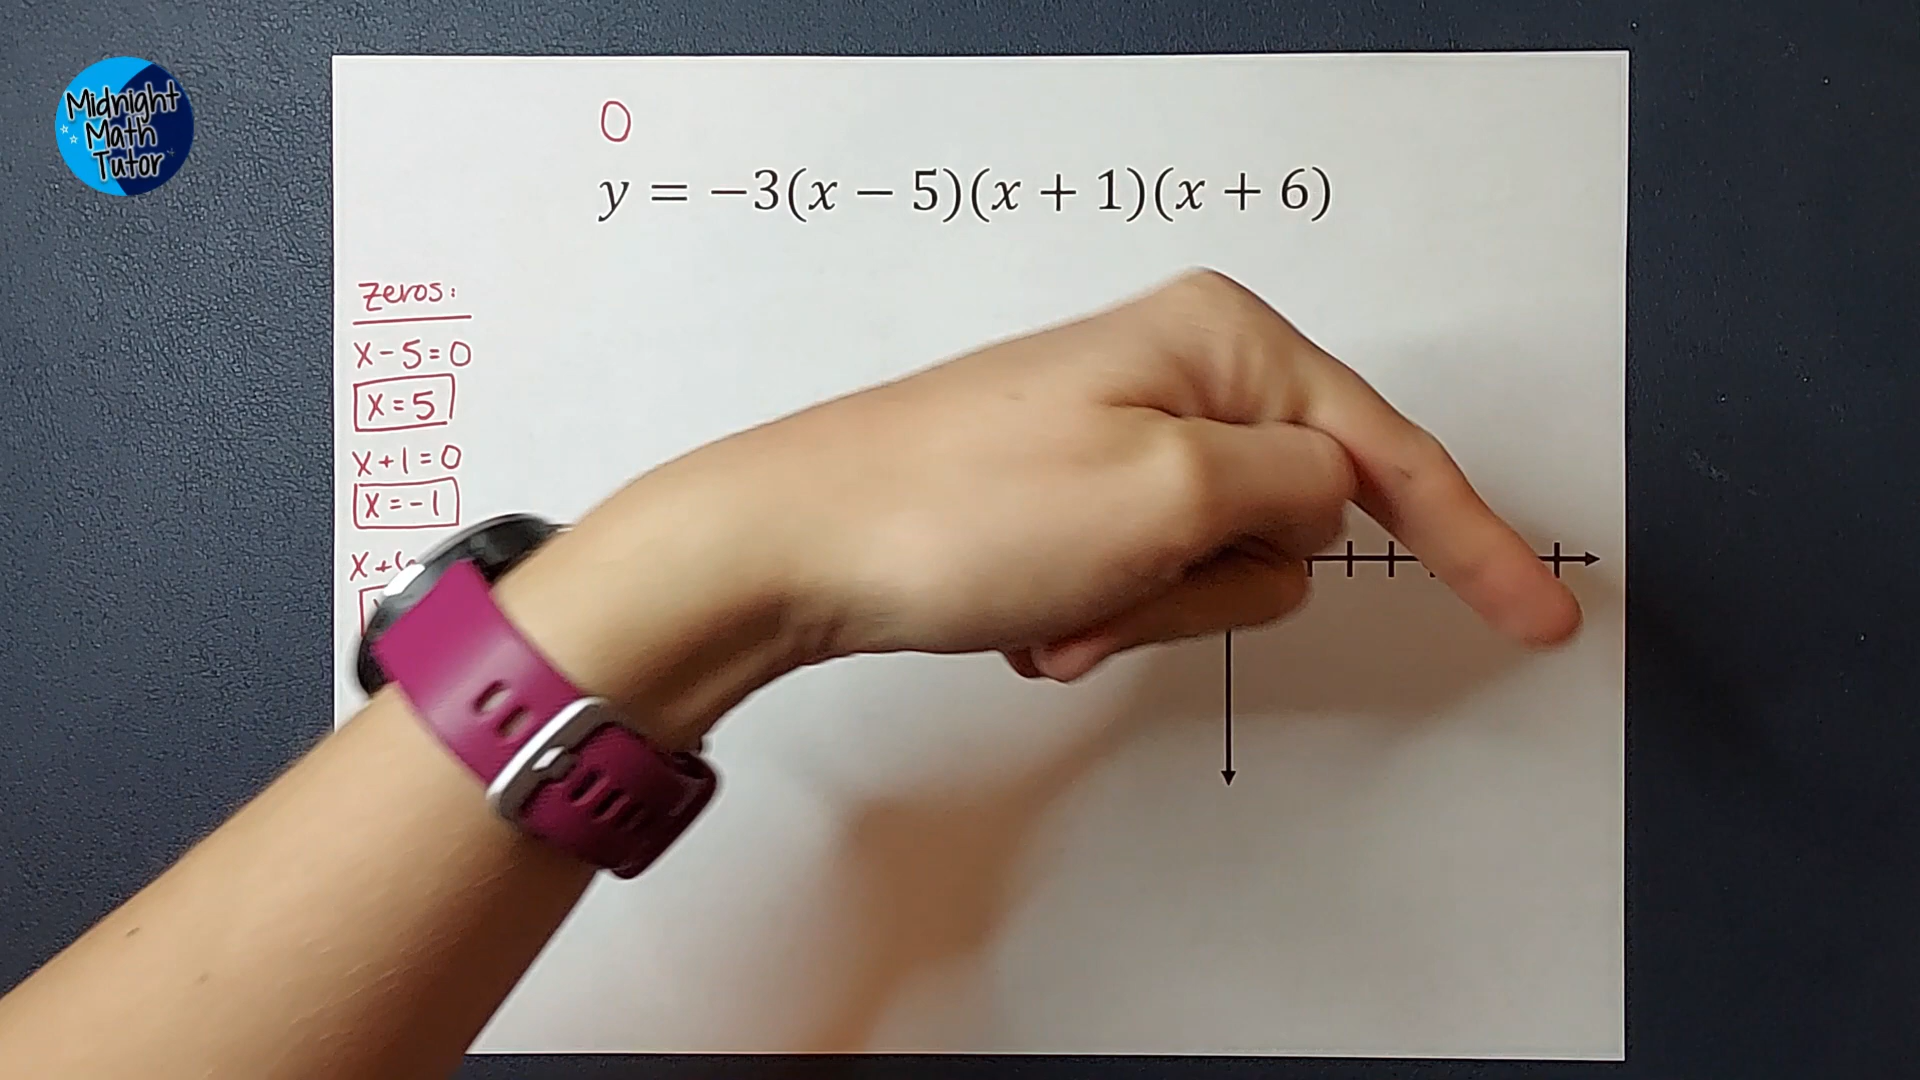 Midnight
Math
Tutor
0
y = −3(x − 5)(x + 1)(x + 6)
zeros:
x-5=0
x=5
x+1=0
x=-1
x+